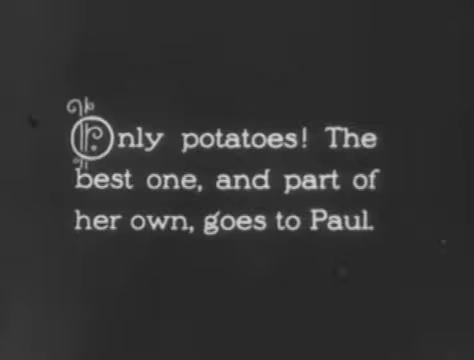 Only potatoes! The
best one, and part of
her own, goes to Paul.